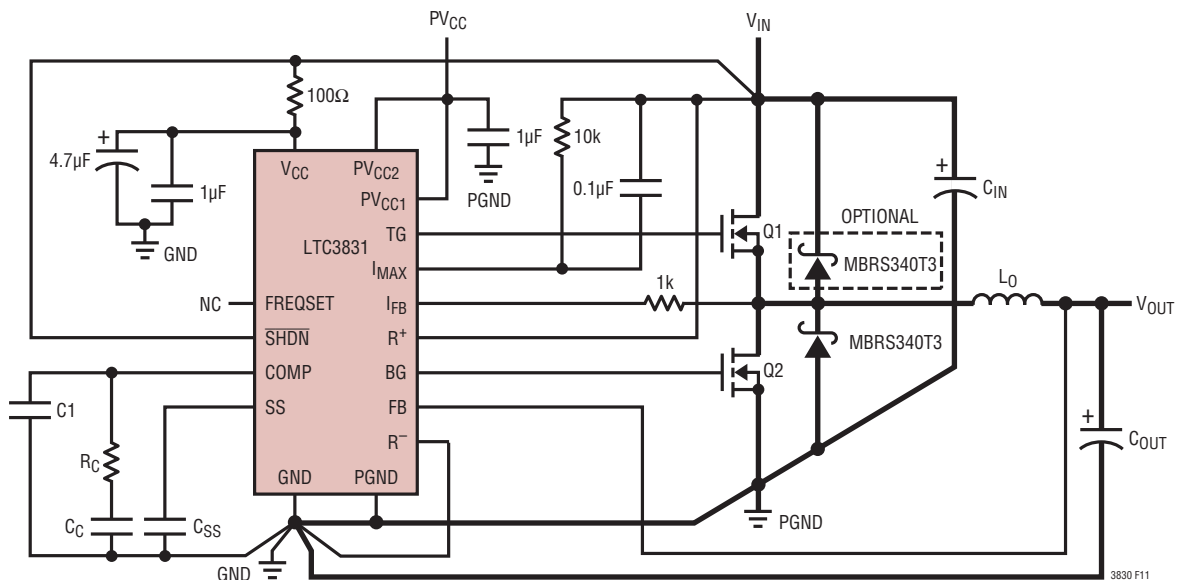 PVCC
VIN
100Ω
4.7µF
1µF
GND
1µF
PGND
10k
0.1µF
VCC
PVCC2
PVCC1
TG
LTC3831
IMAX
NC
FREQSET
IFB
SHDN
R+
COMP
BG
SS
FB
R–
GND
PGND
1k
Q1
Q2
OPTIONAL
MBRS340T3
MBRS340T3
CIN
LO
VOUT
COUT
PGND
C1
RC
CC
CSS
GND
3830 F11